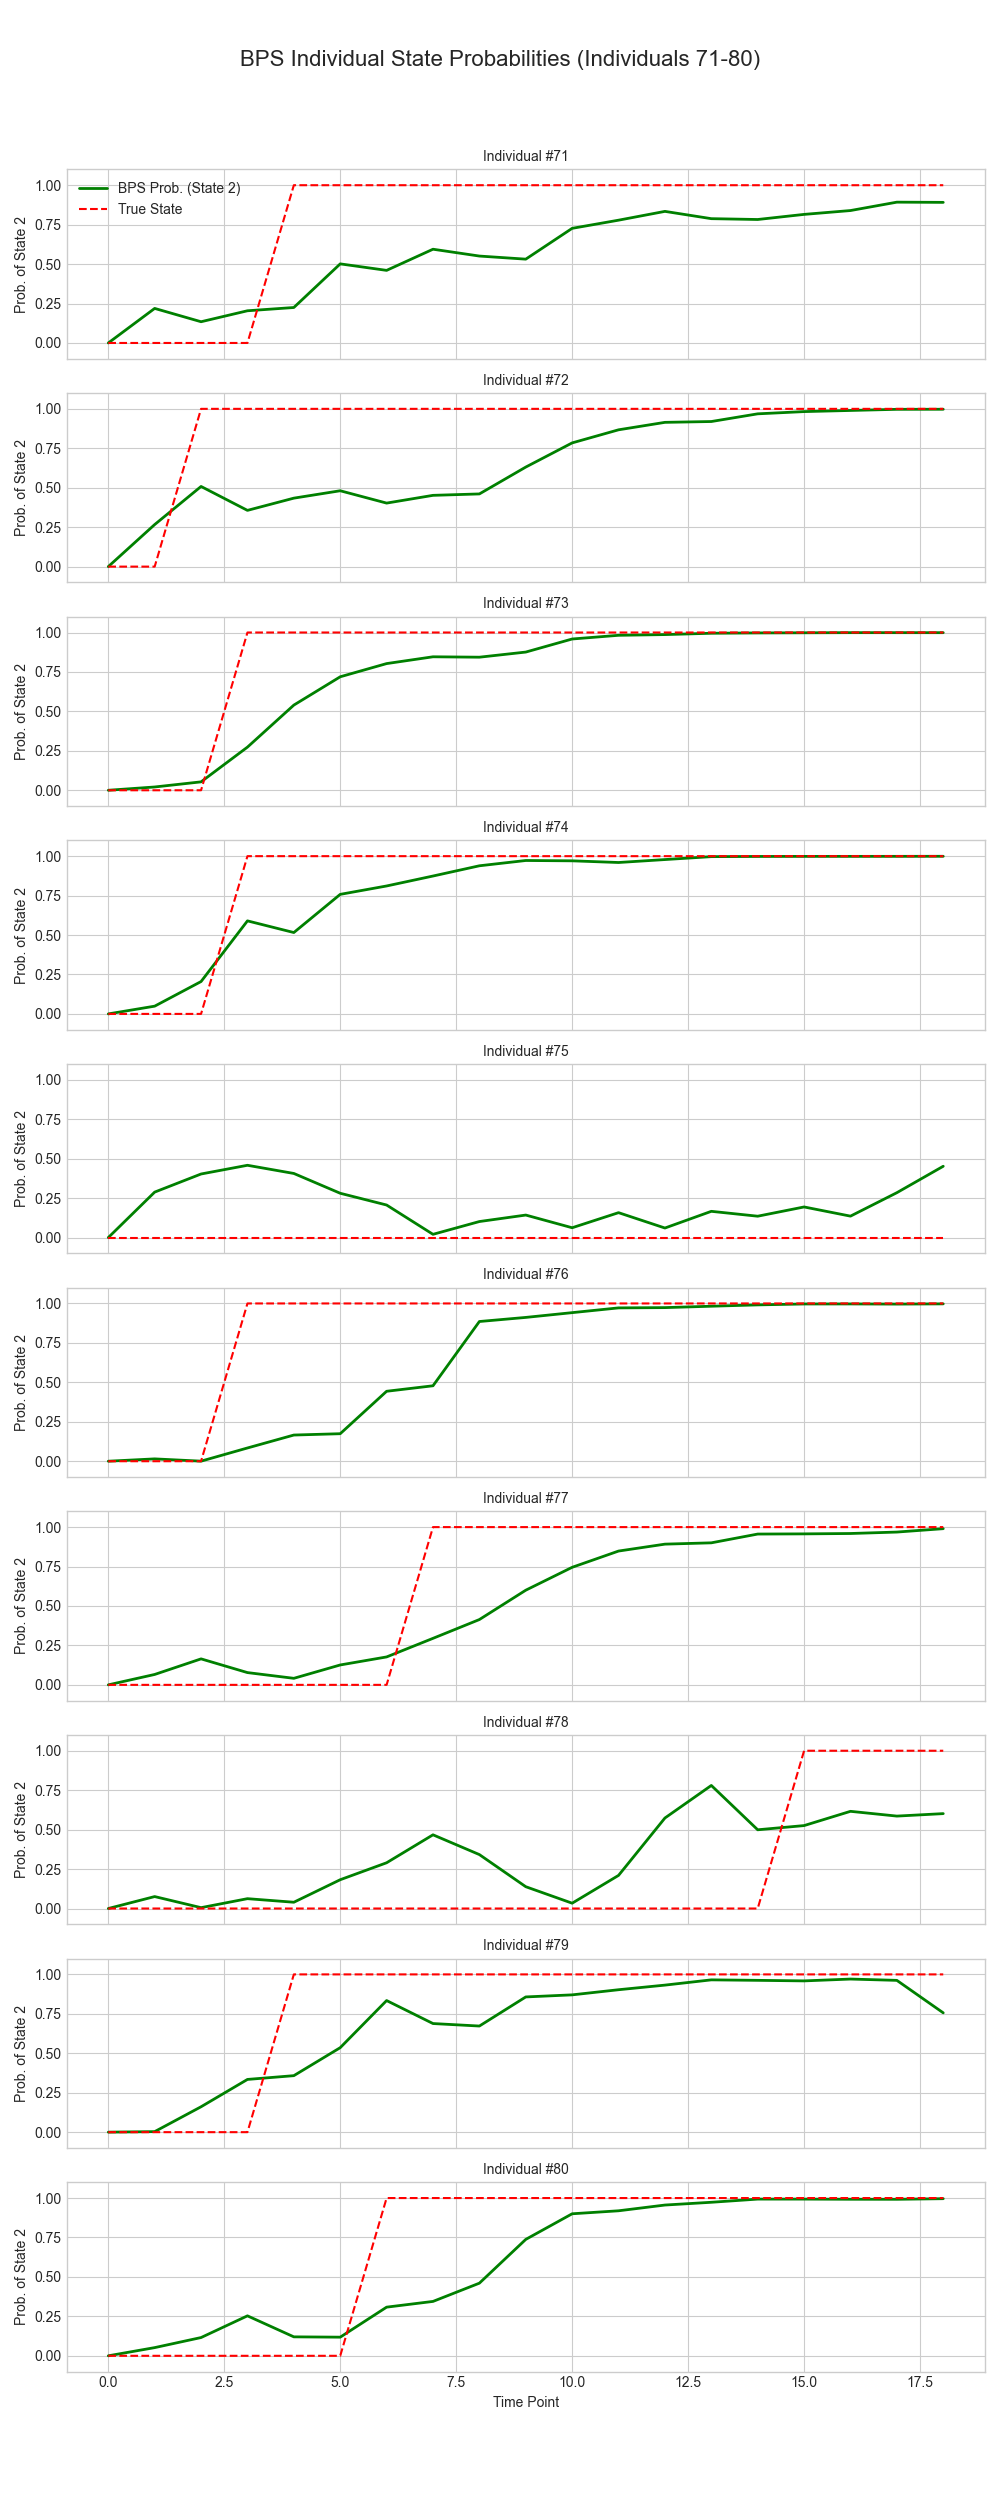 BPS Individual State Probabilities (Individuals 71-80)
Individual #71
BPS Prob. (State 2)
True State
Prob. of State 2
1.00
0.75
0.50
0.25
0.00
Individual #72
Prob. of State 2
1.00
0.75
0.50
0.25
0.00
Individual #73
Prob. of State 2
1.00
0.75
0.50
0.25
0.00
Individual #74
Prob. of State 2
1.00
0.75
0.50
0.25
0.00
Individual #75
Prob. of State 2
1.00
0.75
0.50
0.25
0.00
Individual #76
Prob. of State 2
1.00
0.75
0.50
0.25
0.00
Individual #77
Prob. of State 2
1.00
0.75
0.50
0.25
0.00
Individual #78
Prob. of State 2
1.00
0.75
0.50
0.25
0.00
Individual #79
Prob. of State 2
1.00
0.75
0.50
0.25
0.00
Individual #80
Prob. of State 2
1.00
0.75
0.50
0.25
0.00
0.0 2.5 5.0 7.5 10.0 12.5 15.0 17.5
Time Point